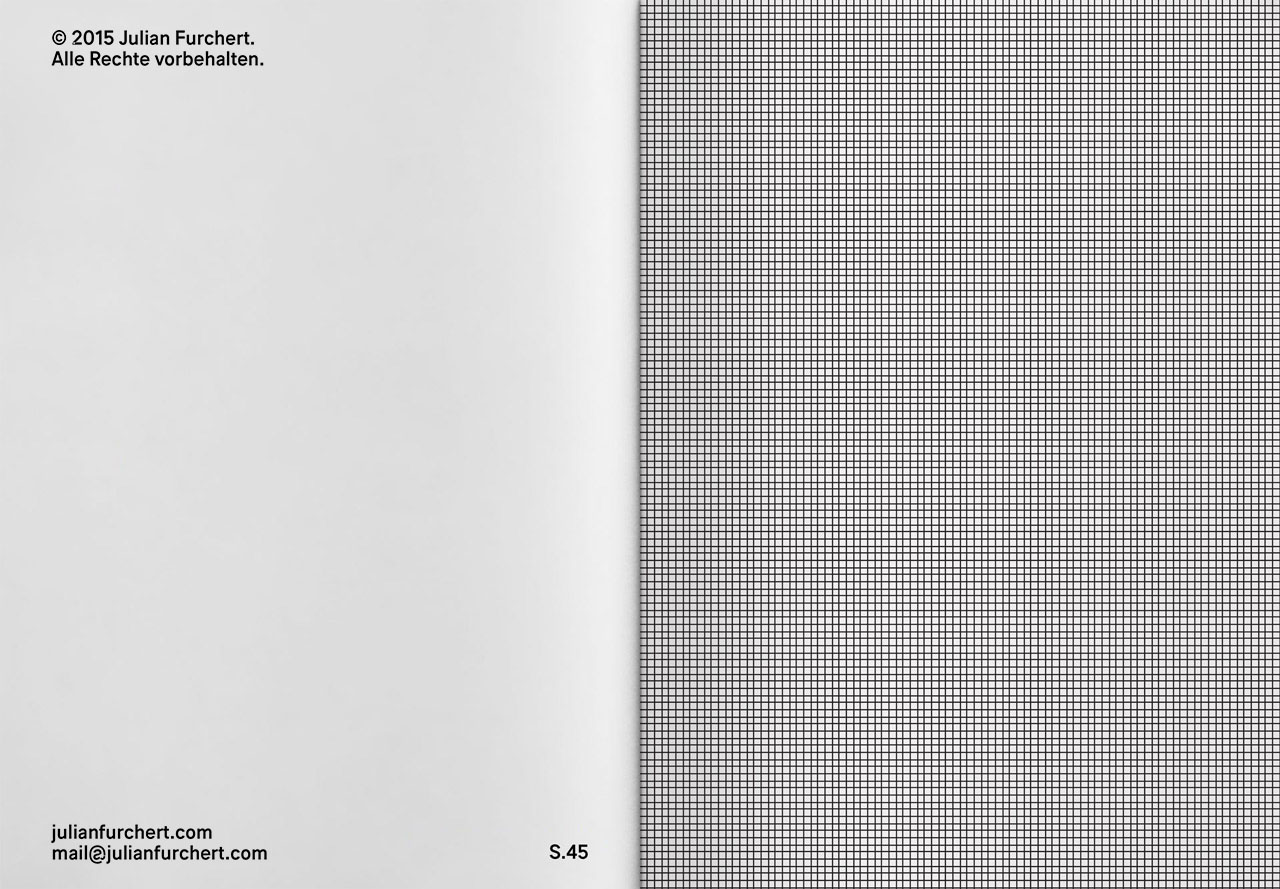 © 2015 Julian Furchert.
Alle Rechte vorbehalten.
julianfurchert.com
mail@julianfurchert.com
S.45